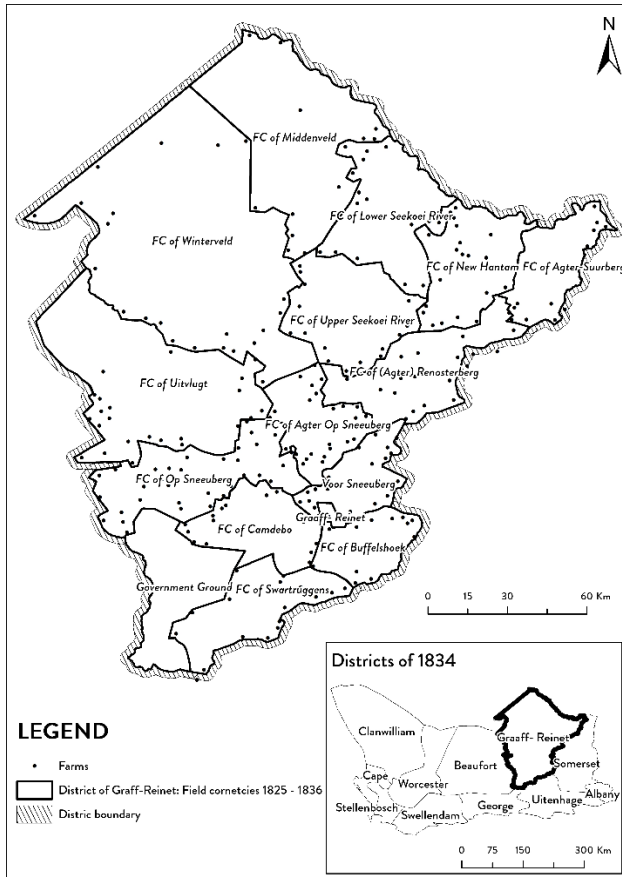 N
FC of Middenveld
FC of Lower Seekoei River
FC of Winterveld
FC of New Hantam
FC of Agter-Suurberg
FC of Upper Seekoei River
FC of (Agter) Renosterberg
FC of Uitvlugt
FC of Agter Op Sneeuberg
FC of Op Sneeuberg
Voor Sneeuberg
Graaff- Reinet
FC of Camdebo
FC of Buffelshoek
Government Ground
FC of Swartrüggens
0 15 30 60 Km
Districts of 1834
Clanwilliam
Graaff- Reinet
Beaufort
Somerset
Cape
Worcester
Stellenbosch
Swellendam
George
Uitenhage
Albany
0 75 150 300 Km
LEGEND
Farms
District of Graff-Reinet: Field cornetcies 1825 - 1836
Distric boundary